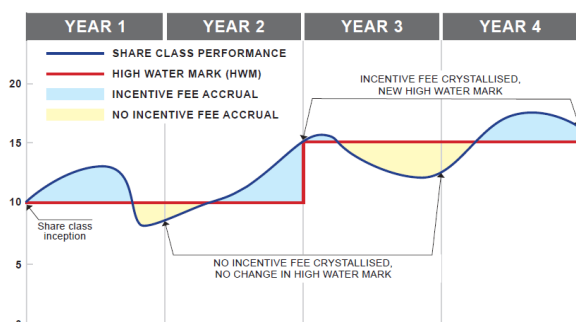 YEAR 1 YEAR 2 YEAR 3 YEAR 4
SHARE CLASS PERFORMANCE
HIGH WATER MARK (HWM)
INCENTIVE FEE ACCRUAL
NO INCENTIVE FEE ACCRUAL
INCENTIVE FEE CRYSTALLISED,
NEW HIGH WATER MARK
20
15
10
Share class
inception
5
NO INCENTIVE FEE CRYSTALLISED,
NO CHANGE IN HIGH WATER MARK